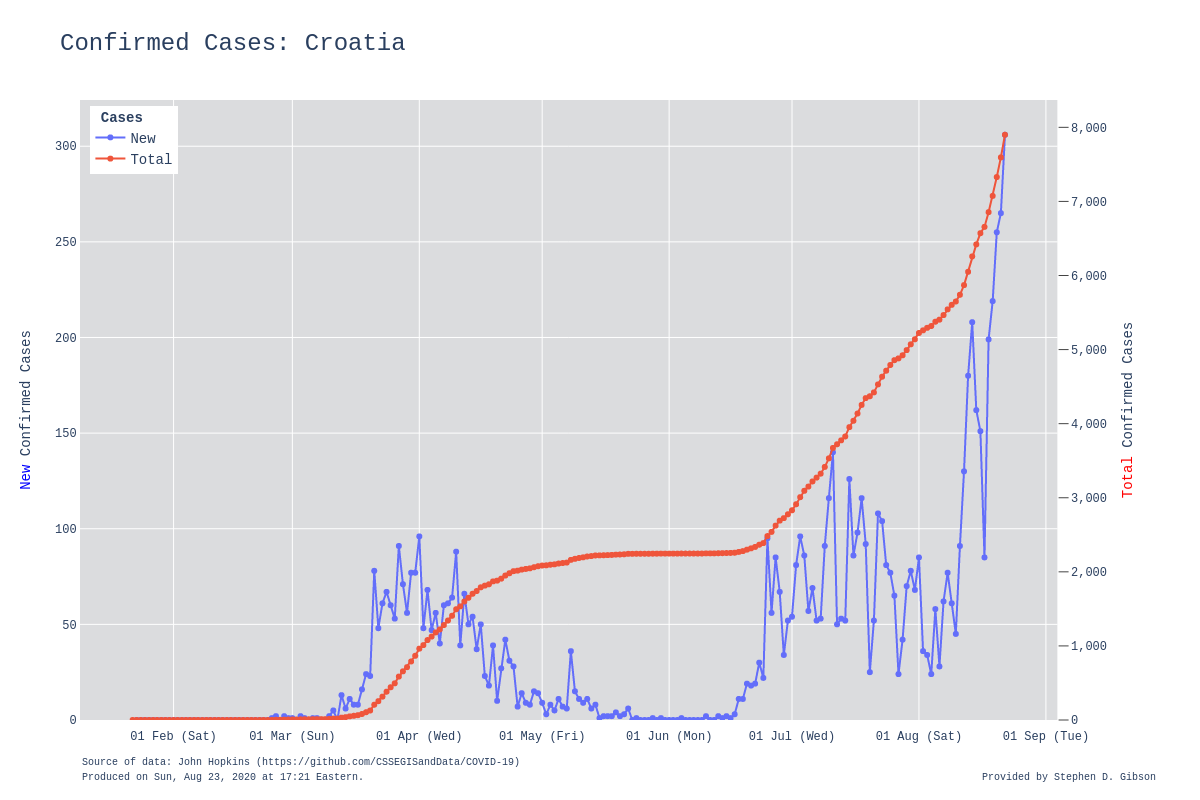 Confirmed Cases: Croatia
Cases
New
Total
300
250
200
150
100
50
0
8,000
7,000
6,000
5,000
4,000
3,000
2,000
1,000
0
New Confirmed Cases
Total Confirmed Cases
01 Feb (Sat)
01 Mar (Sun)
01 Apr (Wed)
01 May (Fri)
01 Jun (Mon)
01 Jul (Wed)
01 Aug (Sat)
01 Sep (Tue)
Source of data: John Hopkins (https://github.com/CSSEGISandData/COVID-19)
Produced on Sun, Aug 23, 2020 at 17:21 Eastern.
Provided by Stephen D. Gibson